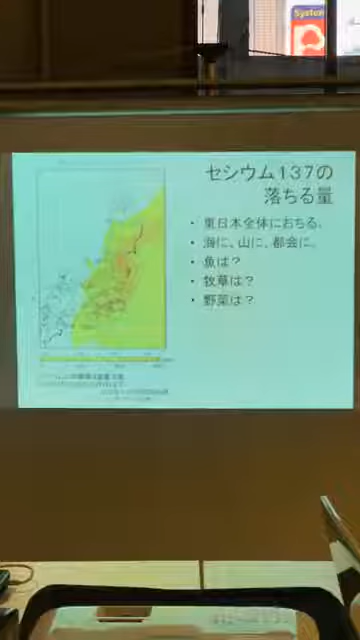 System
セシウム137の
落ちる量
・東日本全体におちる。
・海に、山に、都会に。
・魚は?
・牧草は?
・野菜は?